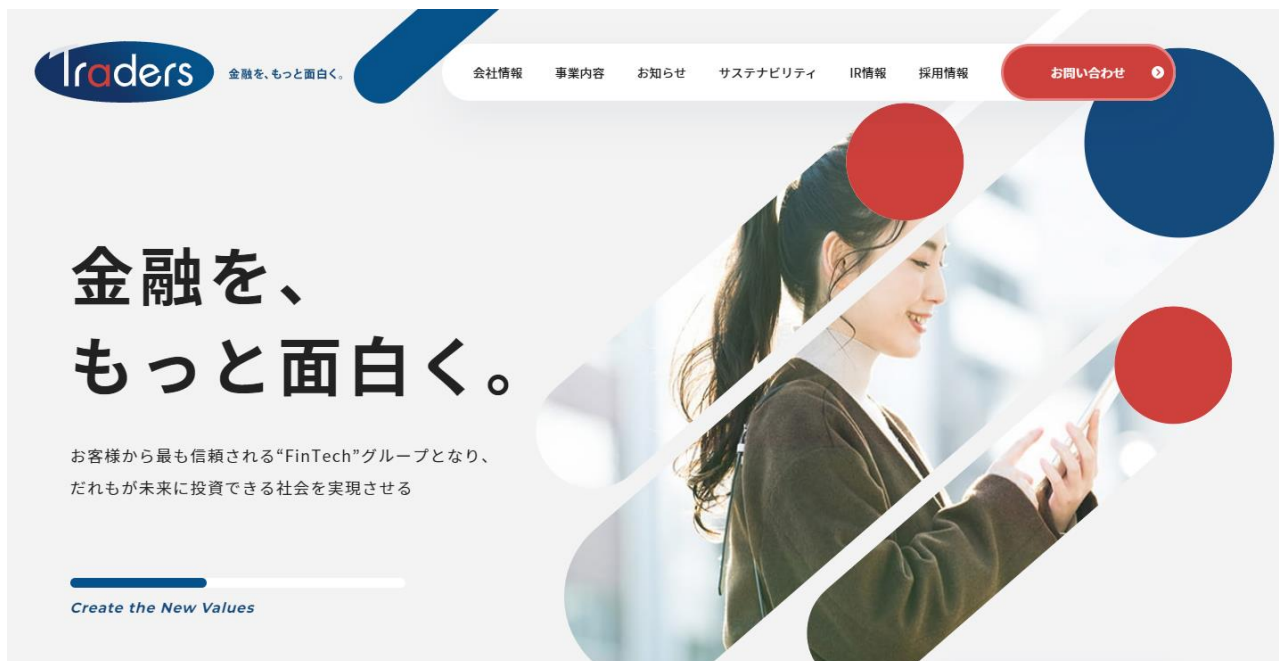 Traders
金融を、もっと面白く。
会社情報
事業内容
お知らせ
サステナビリティ
IR情報
採用情報
お問い合わせ
金融を、
もっと面白く。
お客様から最も信頼される“FinTech”グループとなり、
だれもが未来に投資できる社会を実現させる
Create the New Values